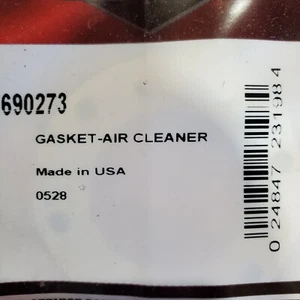 690273
GASKET-AIR CLEANER
Made in USA
0528
0 24847 23198 4